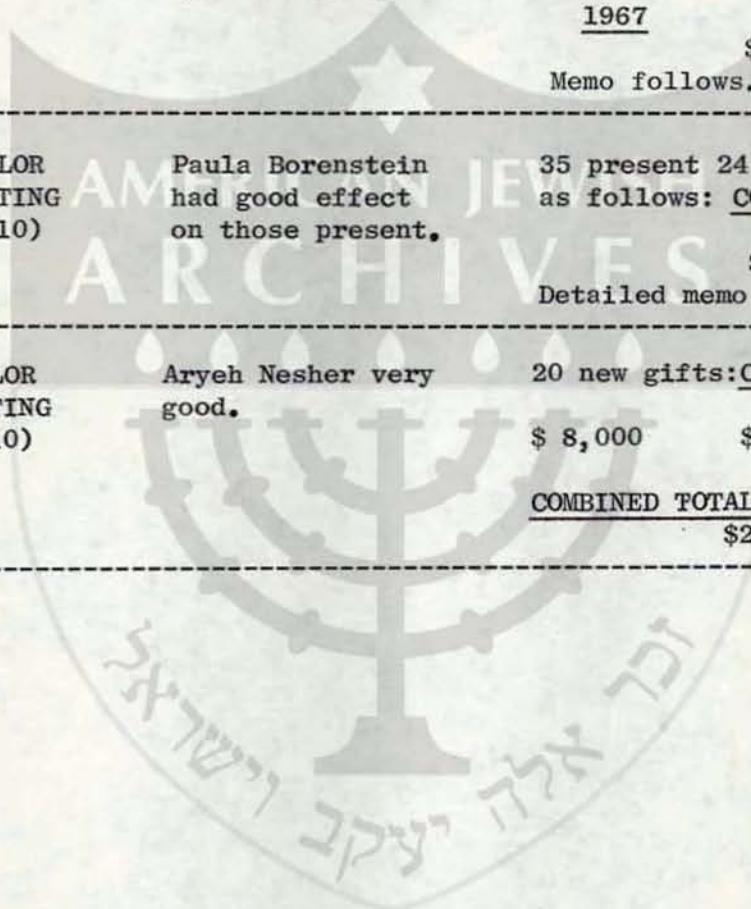 1967
$
Memo follows.
LOR Paula Borenstein 35 present 24
TING had good effect as follows:
10) on those present.
Detailed memo
LOR Aryeh Nesher very 20 new gifts:
TING good.
0) $ 8,000 $
COMBINED TOTAL
$2
AMERICAN JEWISH
ARCHIVES
זכר אלה יעקב וישראל